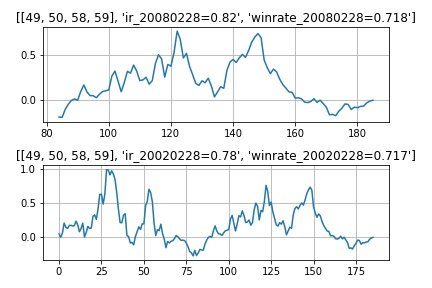 [[49, 50, 58, 59], 'ir_20080228=0.82', 'winrate_20080228=0.718']
0.5
0.0
80 100 120 140 160 180
[[49, 50, 58, 59], 'ir_20020228=0.78', 'winrate_20020228=0.717']
1.0
0.5
0.0
0 25 50 75 100 125 150 175